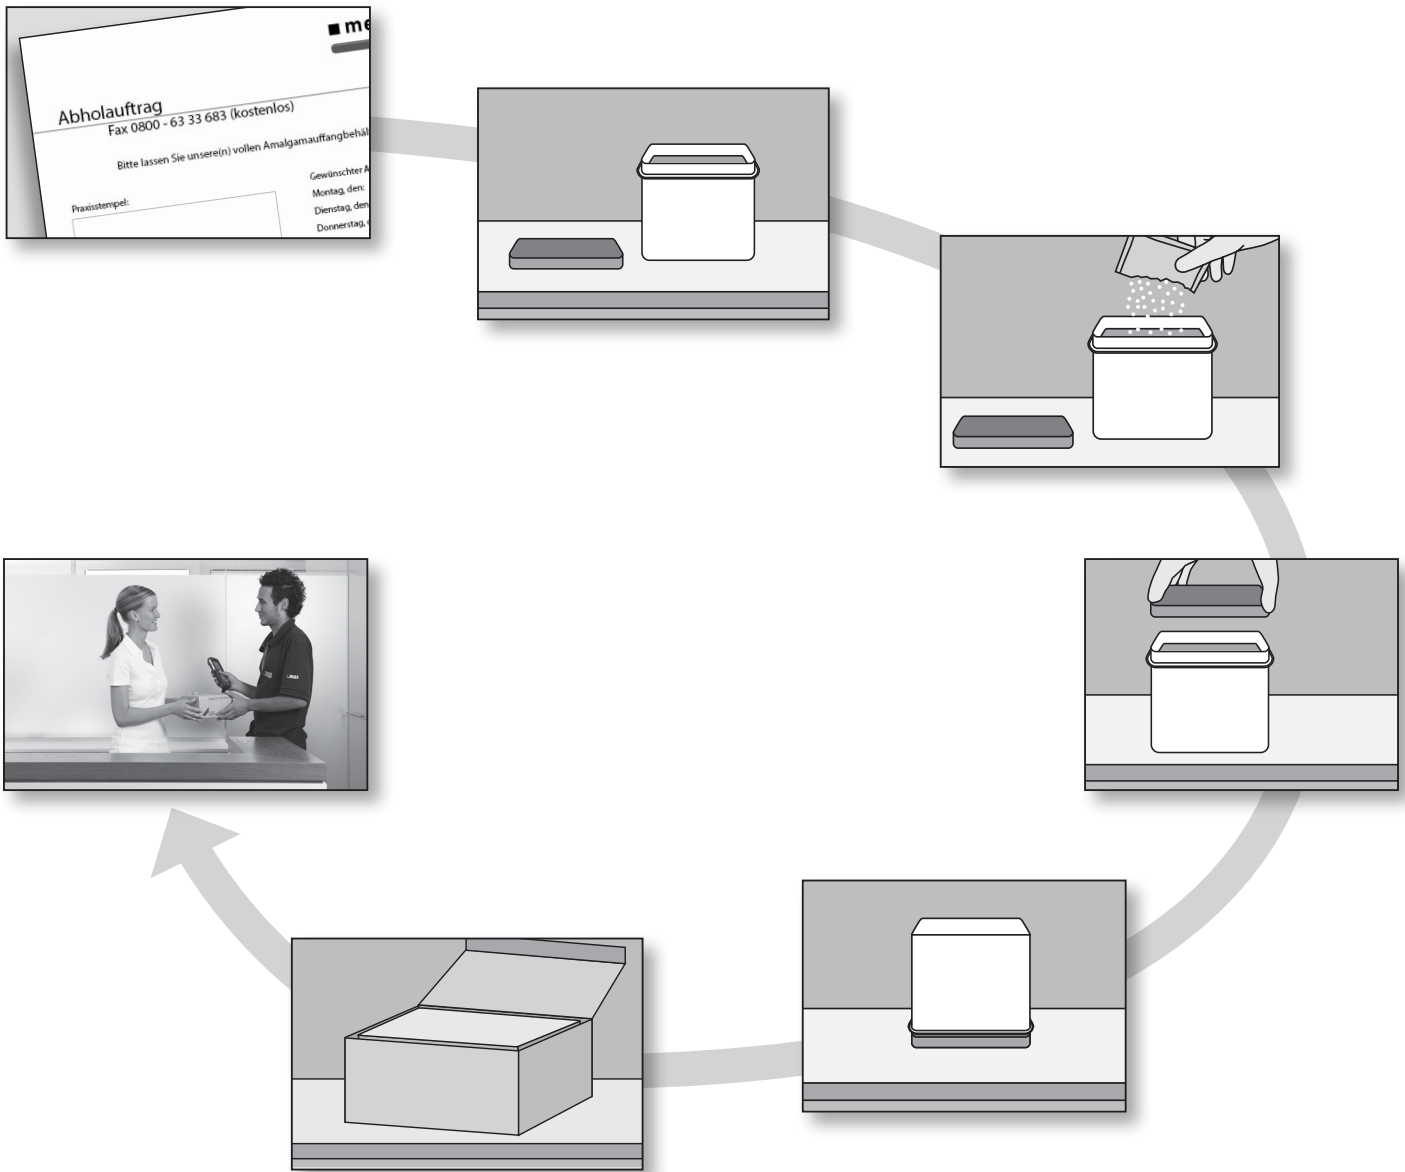 me
Abholauftrag
Fax 0800 - 63 33 683 (kostenlos)
Bitte lassen Sie unsere(n) vollen
Gewünschter
Montag, den:
Praxisstempel:
Dienstag, den
Donnerstag,